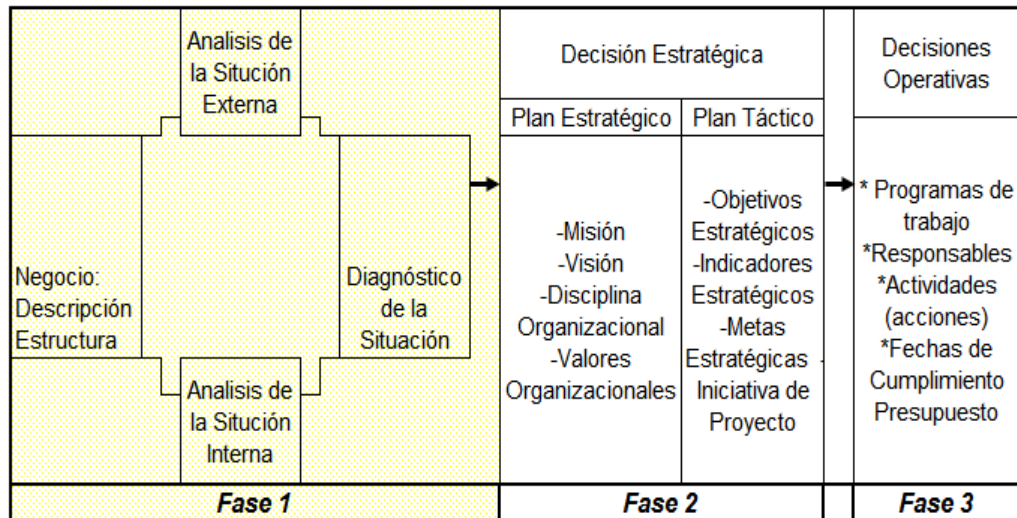 Analisis de
la Situción
Externa
Negocio:
Descripción
Estructura
Diagnóstico
de la
Situación
Analisis de
la Situción
Interna
Fase 1
Decisión Estratégica
Plan Estratégico
-Misión
-Visión
-Disciplina
Organizacional
-Valores
Organizacionales
Plan Táctico
-Objetivos
Estratégicos
-Indicadores
Estratégicos
-Metas
Estratégicas -
Iniciativa de
Proyecto
Fase 2
Decisiones
Operativas
* Programas de
trabajo
*Responsables
*Actividades
(acciones)
*Fechas de
Cumplimiento
Presupuesto
Fase 3